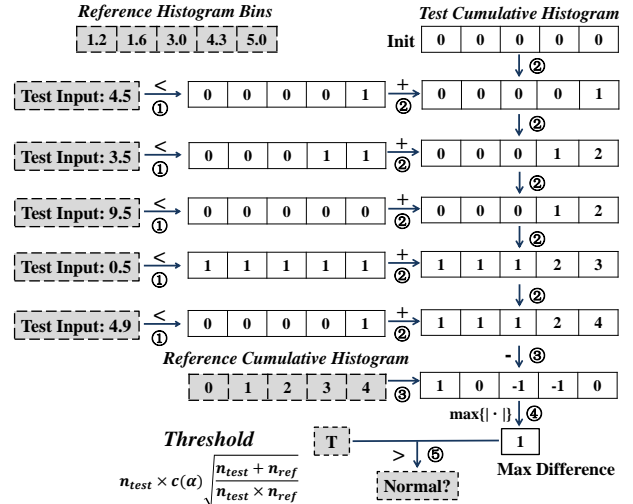 Reference Histogram Bins
Test Cumulative Histogram
1.2 1.6 3.0 4.3 5.0
Init 0 0 0 0 0
②
Test Input: 4.5 < ① 0 0 0 0 1 + ② 0 0 0 0 1
②
Test Input: 3.5 < ① 0 0 0 1 1 + ② 0 0 0 1 2
②
Test Input: 9.5 < ① 0 0 0 0 0 + ② 0 0 0 1 2
②
Test Input: 0.5 < ① 1 1 1 1 1 + ② 1 1 1 2 3
②
Test Input: 4.9 < ① 0 0 0 0 1 + ② 1 1 1 2 4
Reference Cumulative Histogram
- ③
0 1 2 3 4 ③ 1 0 -1 -1 0
max{| · |} ④
Threshold T 1
n_test × c(α) √((n_test + n_ref) / (n_test × n_ref))
> ⑤
Max Difference
Normal?